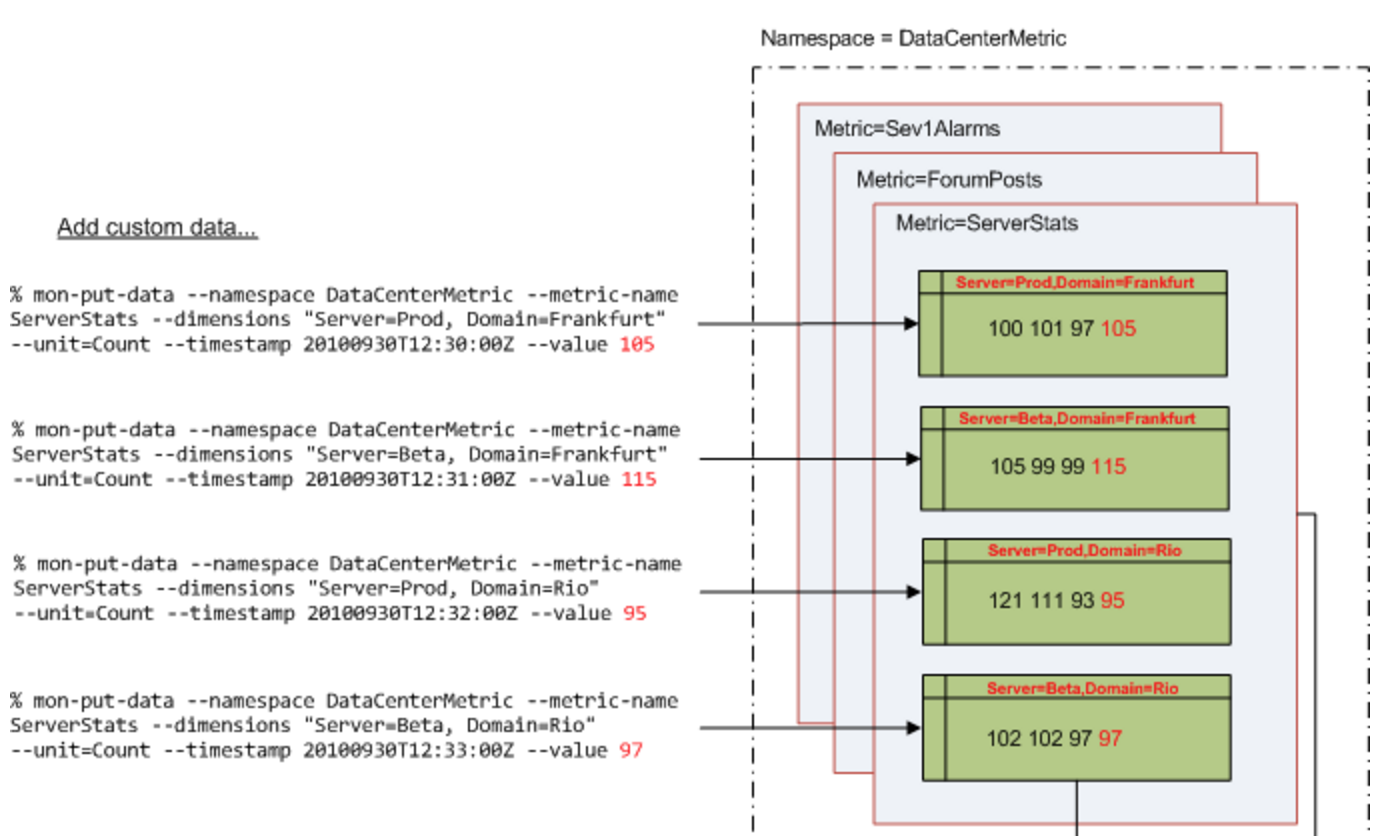 Namespace = DataCenterMetric
Metric=Sev1Alarms
Metric=ForumPosts
Metric=ServerStats
Add custom data...
% mon-put-data --namespace DataCenterMetric --metric-name
ServerStats --dimensions "Server=Prod, Domain=Frankfurt"
--unit=Count --timestamp 20100930T12:30:00Z --value 105
Server=Prod,Domain=Frankfurt
100 101 97 105
% mon-put-data --namespace DataCenterMetric --metric-name
ServerStats --dimensions "Server=Beta, Domain=Frankfurt"
--unit=Count --timestamp 20100930T12:31:00Z --value 115
Server=Beta,Domain=Frankfurt
105 99 99 115
% mon-put-data --namespace DataCenterMetric --metric-name
ServerStats --dimensions "Server=Prod, Domain=Rio"
--unit=Count --timestamp 20100930T12:32:00Z --value 95
Server=Prod,Domain=Rio
121 111 93 95
% mon-put-data --namespace DataCenterMetric --metric-name
ServerStats --dimensions "Server=Beta, Domain=Rio"
--unit=Count --timestamp 20100930T12:33:00Z --value 97
Server=Beta,Domain=Rio
102 102 97 97